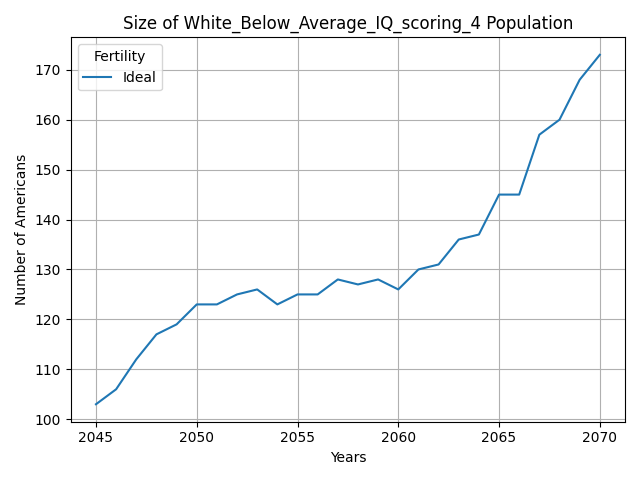 Size of White_Below_Average_IQ_scoring_4 Population
Fertility
Ideal
Number of Americans
170
160
150
140
130
120
110
100
2045 2050 2055 2060 2065 2070
Years